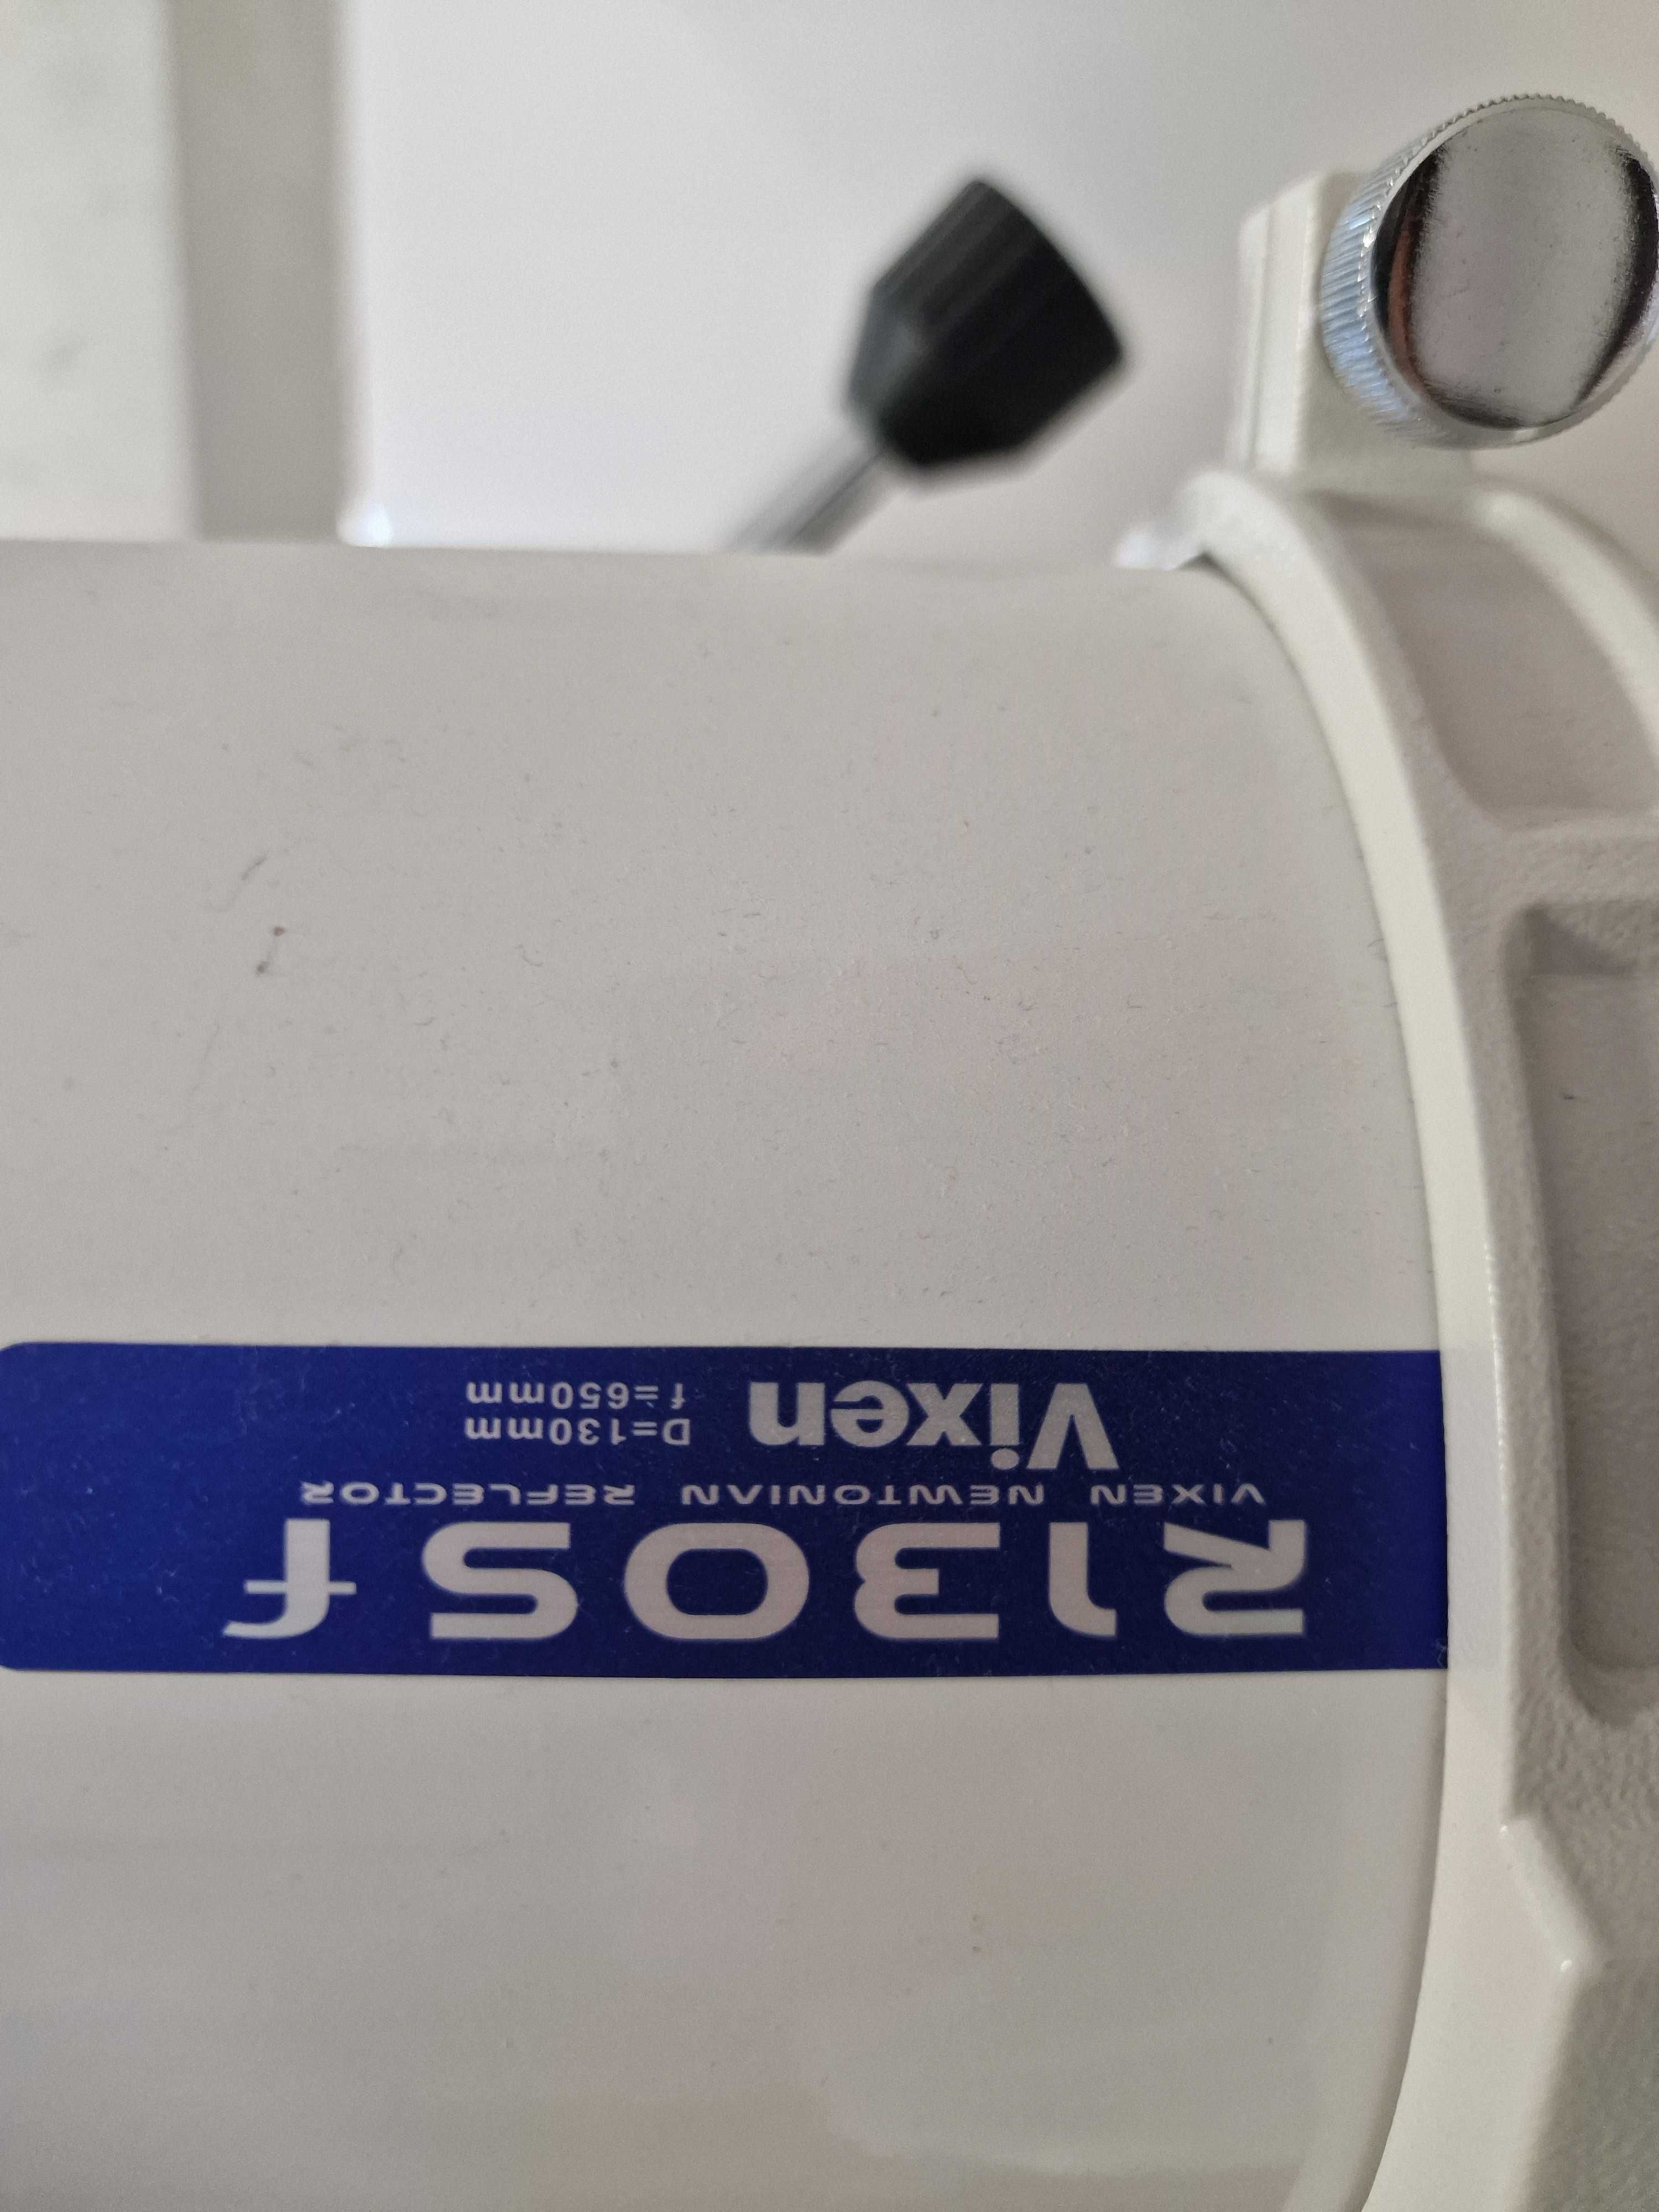 R130Sf
VIXEN NEWTONIAN REFLECTOR
Vixen
D=130mm
f=650mm